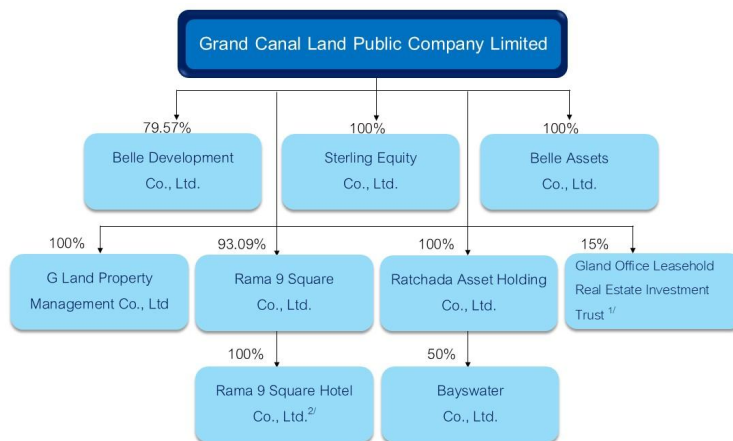 Grand Canal Land Public Company Limited
79.57%
100%
100%
Belle Development
Co., Ltd.
Sterling Equity
Co., Ltd.
Belle Assets
Co., Ltd.
100%
93.09%
100%
15%
G Land Property
Management Co., Ltd
Rama 9 Square
Co., Ltd.
Ratchada Asset Holding
Co., Ltd.
Gland Office Leasehold
Real Estate Investment
Trust 1/
100%
50%
Rama 9 Square Hotel
Co., Ltd.2/
Bayswater
Co., Ltd.